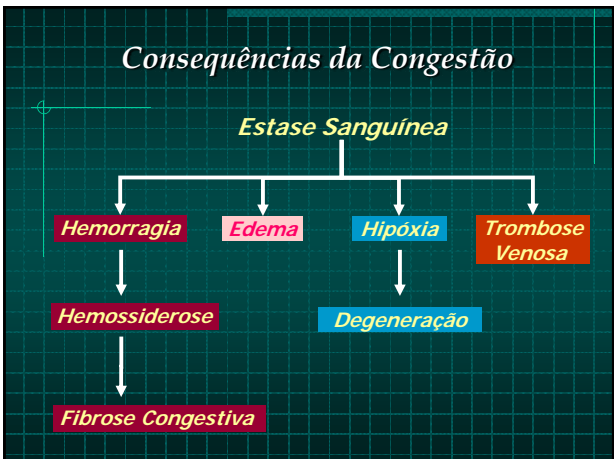 Consequências da Congestão
Estase Sanguínea
Hemorragia
Edema
Hipóxia
Trombose
Venosa
Hemossiderose
Degeneração
Fibrose Congestiva